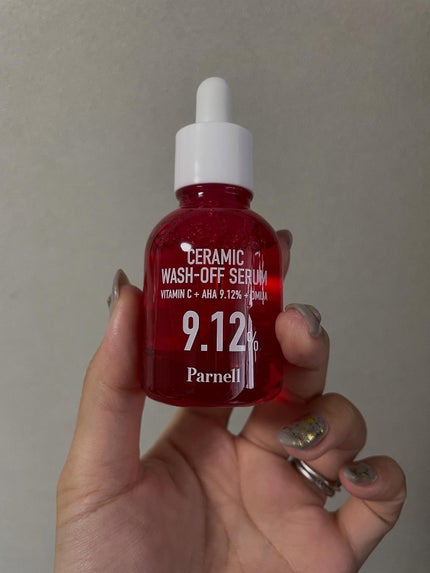 CERAMIC
WASH-OFF SERUM
VITAMIN C + AHA 9.12% +
9.12%
Parnell